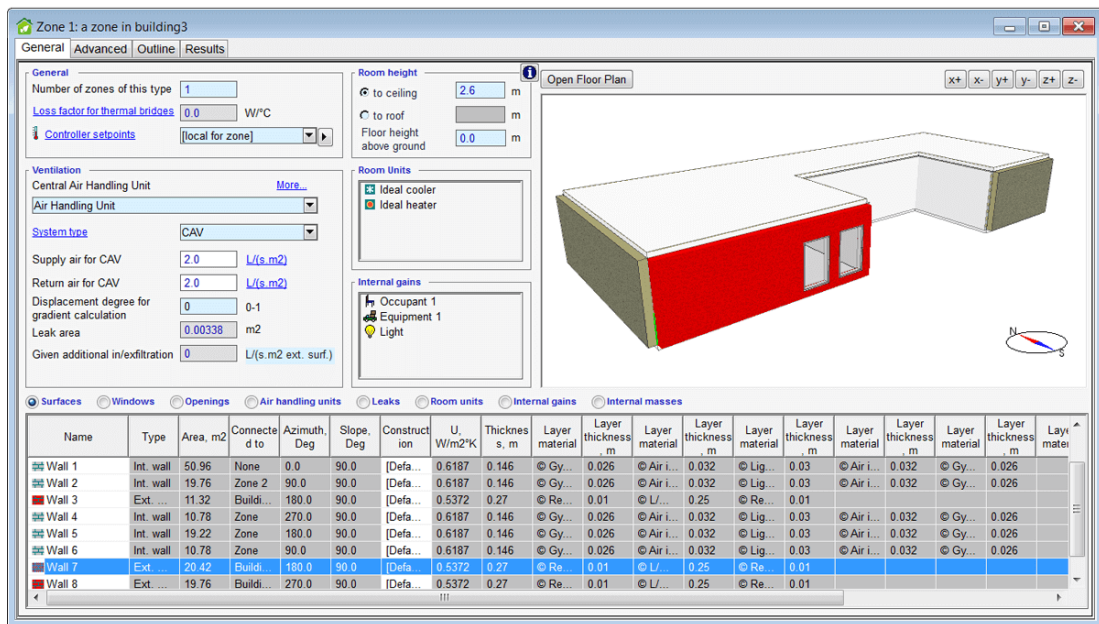 Zone 1: a zone in building3
General Advanced Outline Results
General
Number of zones of this type 1
Loss factor for thermal bridges 0.0 W/°C
Controller setpoints [local for zone]
Room height
to ceiling 2.6 m
to roof m
Floor height above ground 0.0 m
Ventilation
Central Air Handling Unit More...
Air Handling Unit
System type CAV
Supply air for CAV 2.0 L/(s.m2)
Return air for CAV 2.0 L/(s.m2)
Displacement degree for gradient calculation 0 0-1
Leak area 0.00338 m2
Given additional in/exfiltration 0 L/(s.m2 ext. surf.)
Room Units
Ideal cooler
Ideal heater
Internal gains
Occupant 1
Equipment 1
Light
Open Floor Plan x+ x- y+ y- z+ z-
N
S
Surfaces Windows Openings Air handling units Leaks Room units Internal gains Internal masses
Name Type Area, m2 Connecte d to Azimuth, Deg Slope, Deg Construct ion U, W/m2°K Thicknes s, m Layer material Layer thickness , m Layer material Layer thickness , m Layer material Layer thickness , m Layer material Layer thickness , m Layer material Layer thickness , m Laye mater
Wall 1 Int. wall 50.96 None 0.0 90.0 [Defa... 0.6187 0.146 © Gy... 0.026 © Air i... 0.032 © Lig... 0.03 © Air i... 0.032 © Gy... 0.026
Wall 2 Int. wall 19.76 Zone 2 90.0 90.0 [Defa... 0.6187 0.146 © Gy... 0.026 © Air i... 0.032 © Lig... 0.03 © Air i... 0.032 © Gy... 0.026
Wall 3 Ext. ... 11.32 Buildi... 180.0 90.0 [Defa... 0.5372 0.27 © Re... 0.01 © L/... 0.25 © Re... 0.01
Wall 4 Int. wall 10.78 Zone 270.0 90.0 [Defa... 0.6187 0.146 © Gy... 0.026 © Air i... 0.032 © Lig... 0.03 © Air i... 0.032 © Gy... 0.026
Wall 5 Int. wall 19.22 Zone 180.0 90.0 [Defa... 0.6187 0.146 © Gy... 0.026 © Air i... 0.032 © Lig... 0.03 © Air i... 0.032 © Gy... 0.026
Wall 6 Int. wall 10.78 Zone 90.0 90.0 [Defa... 0.6187 0.146 © Gy... 0.026 © Air i... 0.032 © Lig... 0.03 © Air i... 0.032 © Gy... 0.026
Wall 7 Ext. ... 20.42 Buildi... 180.0 90.0 [Defa... 0.5372 0.27 © Re... 0.01 © L/... 0.25 © Re... 0.01
Wall 8 Ext. ... 19.76 Buildi... 270.0 90.0 [Defa... 0.5372 0.27 © Re... 0.01 © L/... 0.25 © Re... 0.01